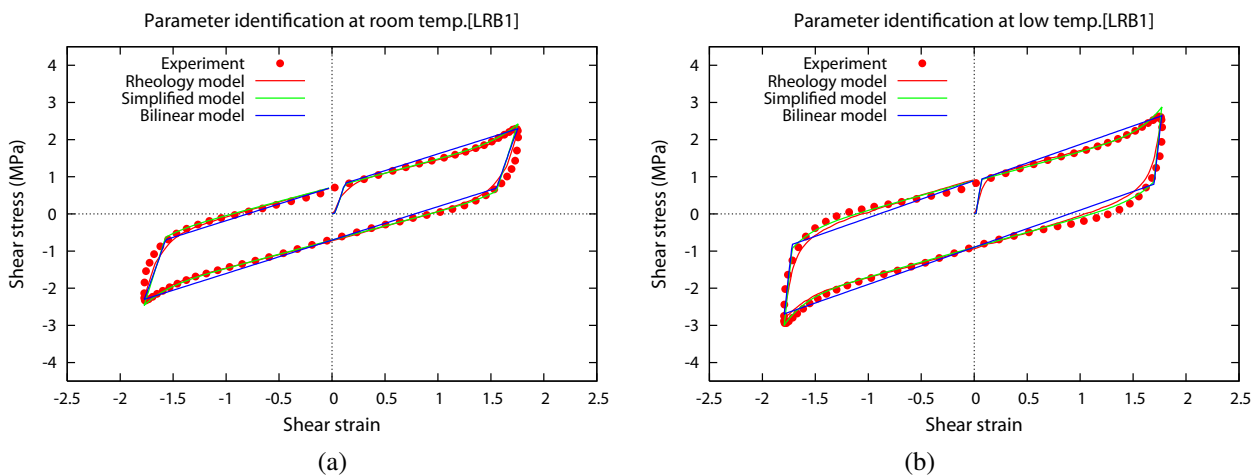 Parameter identification at room temp.[LRB1]
Experiment
Rheology model
Simplified model
Bilinear model
4
3
2
1
0
-1
-2
-3
-4
Shear stress (MPa)
-2.5 -2 -1.5 -1 -0.5 0 0.5 1 1.5 2 2.5
Shear strain
(a)
Parameter identification at low temp.[LRB1]
Experiment
Rheology model
Simplified model
Bilinear model
4
3
2
1
0
-1
-2
-3
-4
Shear stress (MPa)
-2.5 -2 -1.5 -1 -0.5 0 0.5 1 1.5 2 2.5
Shear strain
(b)